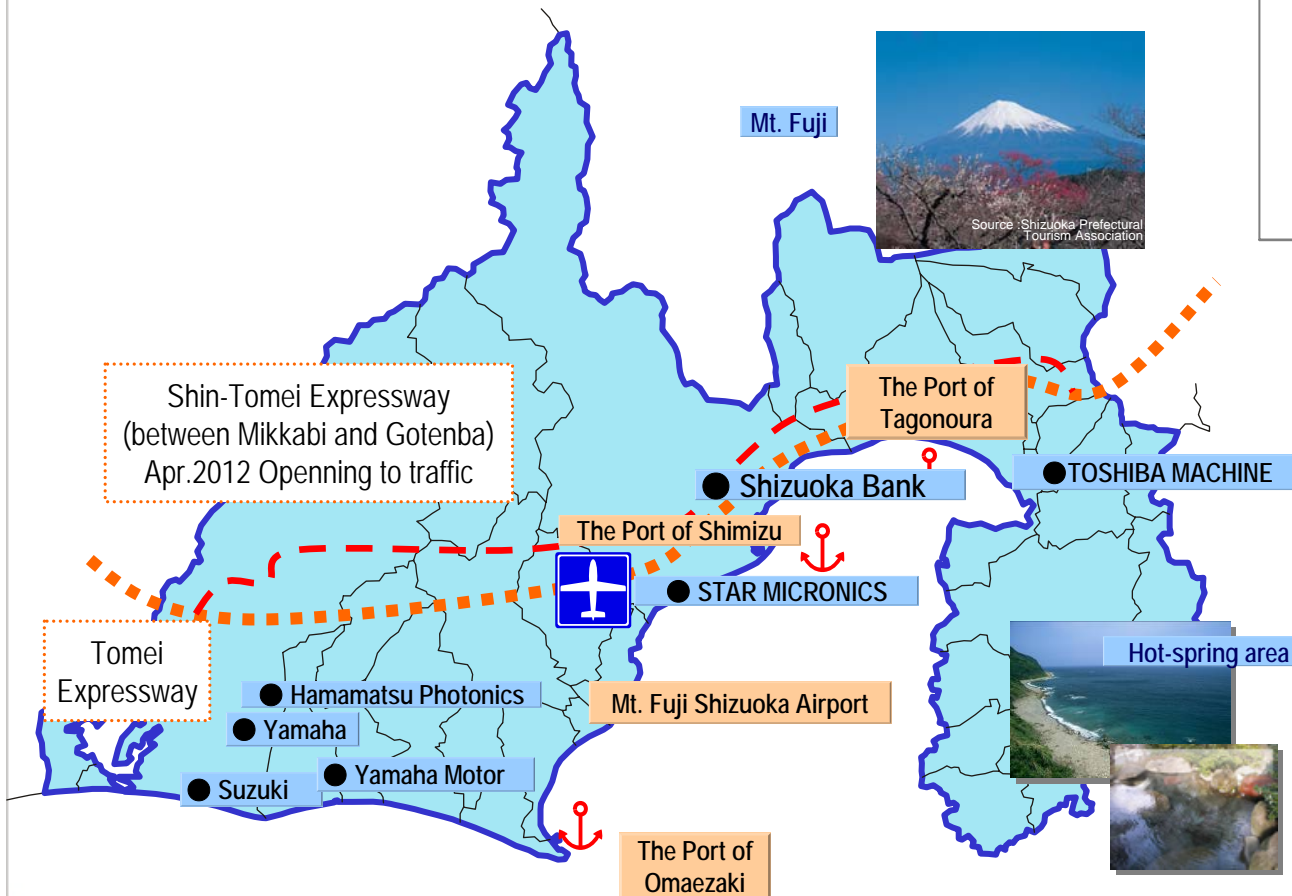 Mt. Fuji
Source :Shizuoka Prefectural
Tourism Association
Shin-Tomei Expressway
(between Mikkabi and Gotenba)
Apr.2012 Openning to traffic
The Port of
Tagonoura
Shizuoka Bank
TOSHIBA MACHINE
The Port of Shimizu
STAR MICRONICS
Tomei
Expressway
Hot-spring area
Hamamatsu Photonics
Mt. Fuji Shizuoka Airport
Yamaha
Yamaha Motor
Suzuki
The Port of
Omaezaki